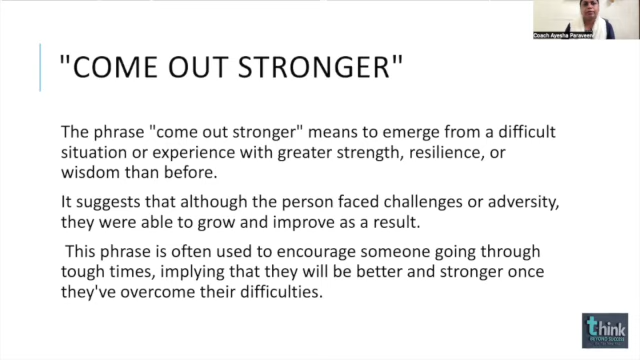 Coach Ayesha Paraveen
"COME OUT STRONGER"
The phrase "come out stronger" means to emerge from a difficult
situation or experience with greater strength, resilience, or
wisdom than before.
It suggests that although the person faced challenges or adversity,
they were able to grow and improve as a result.
This phrase is often used to encourage someone going through
tough times, implying that they will be better and stronger once
they've overcome their difficulties.
think